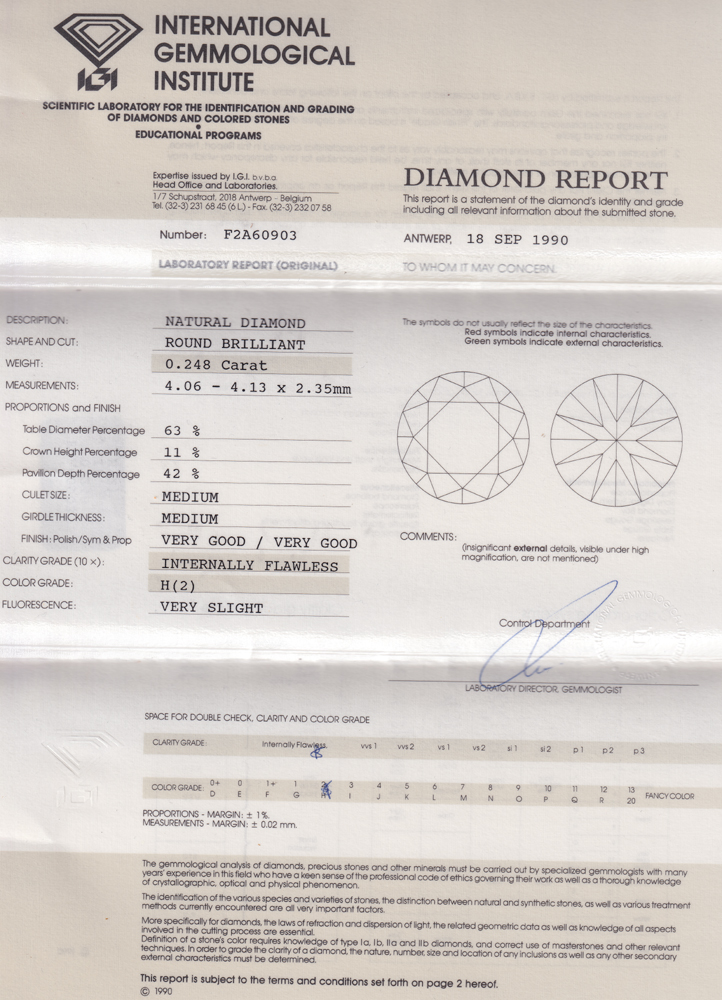 INTERNATIONAL
GEMMOLOGICAL
INSTITUTE
IGI
SCIENTIFIC LABORATORY FOR THE IDENTIFICATION AND GRADING
OF DIAMONDS AND COLORED STONES
EDUCATIONAL PROGRAMS
Expertise issued by I.G.I. b.v.b.a.
Head Office and Laboratories.
1/7 Schupstraat, 2018 Antwerp - Belgium
Tel. (32-3) 231 68 45 (6 L.) - Fax. (32-3) 232 07 58
DIAMOND REPORT
This report is a statement of the diamond's identity and grade
including all relevant information about the submitted stone.
Number: F2A60903
ANTWERP, 18 SEP 1990
LABORATORY REPORT (ORIGINAL)
TO WHOM IT MAY CONCERN.
DESCRIPTION: NATURAL DIAMOND
SHAPE AND CUT: ROUND BRILLIANT
WEIGHT: 0.248 Carat
MEASUREMENTS: 4.06 - 4.13 x 2.35mm
PROPORTIONS and FINISH
Table Diameter Percentage 63 %
Crown Height Percentage 11 %
Pavilion Depth Percentage 42 %
CULET SIZE: MEDIUM
GIRDLE THICKNESS: MEDIUM
FINISH: Polish/Sym & Prop VERY GOOD / VERY GOOD
CLARITY GRADE (10 x): INTERNALLY FLAWLESS
COLOR GRADE: H(2)
FLUORESCENCE: VERY SLIGHT
The symbols do not usually reflect the size of the characteristics.
Red symbols indicate internal characteristics.
Green symbols indicate external characteristics.
COMMENTS:
(insignificant external details, visible under high
magnification, are not mentioned)
Control Department
LABORATORY DIRECTOR, GEMMOLOGIST
SPACE FOR DOUBLE CHECK, CLARITY AND COLOR GRADE
CLARITY GRADE: Internally Flawless vvs 1 vvs 2 vs 1 vs 2 si 1 si 2 p 1 p 2 p 3
0+ 0 1+ 1 2 3 4 5 6 7 8 9 10 11 12 13
COLOR GRADE: D E F G H I J K L M N O P Q R 20 FANCY COLOR
PROPORTIONS - MARGIN: ± 1%.
MEASUREMENTS - MARGIN: ± 0.02 mm.
The gemmological analysis of diamonds, precious stones and other minerals must be carried out by specialized gemmologists with many
years' experience in this field who have a keen sense of the professional code of ethics governing their work as well as a thorough knowledge
of crystallographic, optical and physical phenomenon.
The identification of the various species and varieties of stones, the distinction between natural and synthetic stones, as well as various treatment
methods currently encountered are all very important factors.
More specifically for diamonds, the laws of refraction and dispersion of light, the related geometric data as well as knowledge of all aspects
involved in the cutting process are essential.
Definition of a stone's color requires knowledge of type Ia, Ib, IIa and IIb diamonds, and correct use of masterstones and other relevant
techniques. In order to grade the clarity of a diamond, the nature, number, size and location of any inclusions as well as any other secondary
external characteristics must be determined.
This report is subject to the terms and conditions set forth on page 2 hereof.
© 1990